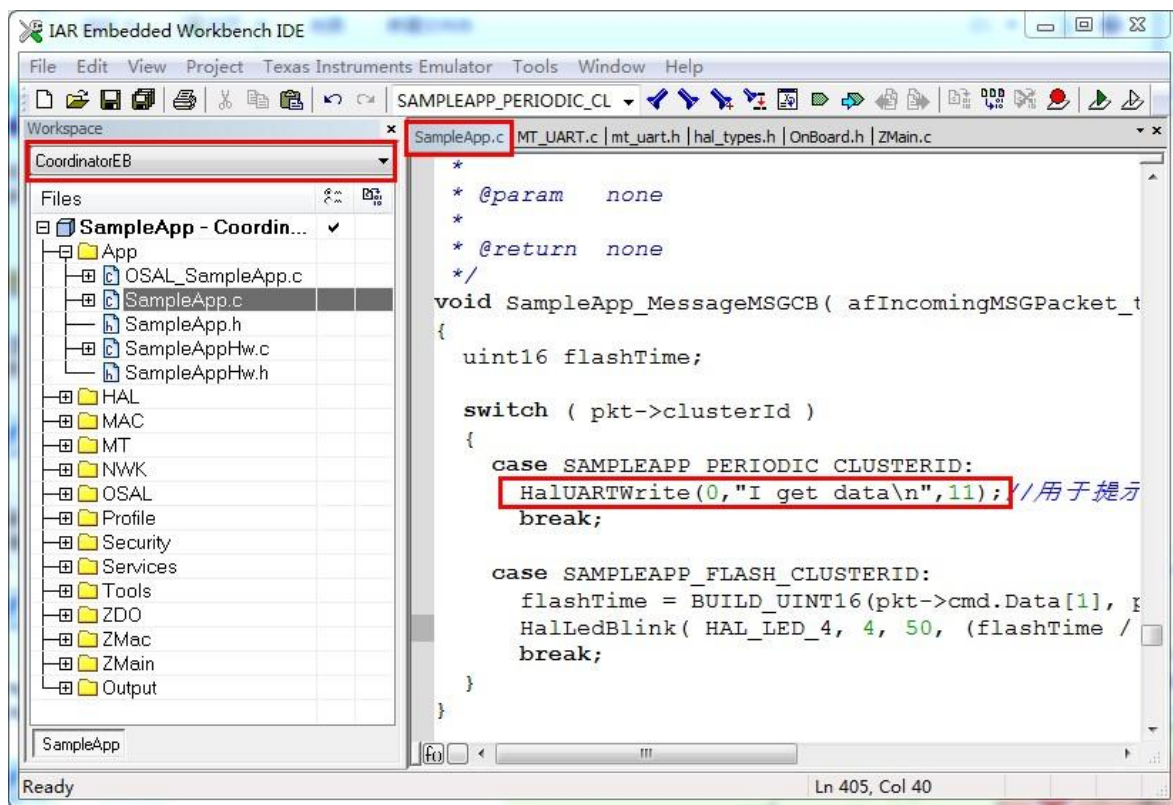 IAR Embedded Workbench IDE
File Edit View Project Texas Instruments Emulator Tools Window Help
SAMPLEAPP_PERIODIC_CL
Workspace
CoordinatorEB
Files
SampleApp - Coordin...
App
OSAL_SampleApp.c
SampleApp.c
SampleApp.h
SampleAppHw.c
SampleAppHw.h
HAL
MAC
MT
NWK
OSAL
Profile
Security
Services
Tools
ZDO
ZMac
ZMain
Output
SampleApp
SampleApp.c | MT_UART.c | mt_uart.h | hal_types.h | OnBoard.h | ZMain.c
*
* @param none
*
* @return none
*/
void SampleApp_MessageMSGCB( afIncomingMSGPacket_t
{
uint16 flashTime;
switch ( pkt->clusterId )
{
case SAMPLEAPP_PERIODIC_CLUSTERID:
HalUARTWrite(0,"I get data\n",11);//用于提示
break;
case SAMPLEAPP_FLASH_CLUSTERID:
flashTime = BUILD_UINT16(pkt->cmd.Data[1], p
HalLedBlink( HAL_LED_4, 4, 50, (flashTime /
break;
}
}
Ready
Ln 405, Col 40